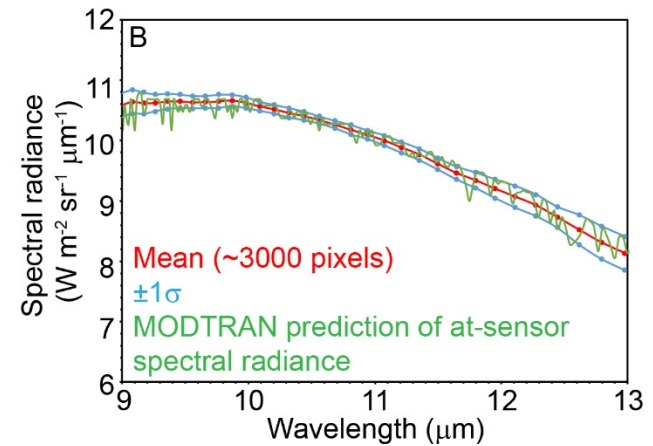 B
12
11
10
9
8
7
6
9
10
11
12
13
Spectral radiance
(W m⁻² sr⁻¹ μm⁻¹)
Mean (~3000 pixels)
±1σ
MODTRAN prediction of at-sensor
spectral radiance
Wavelength (μm)